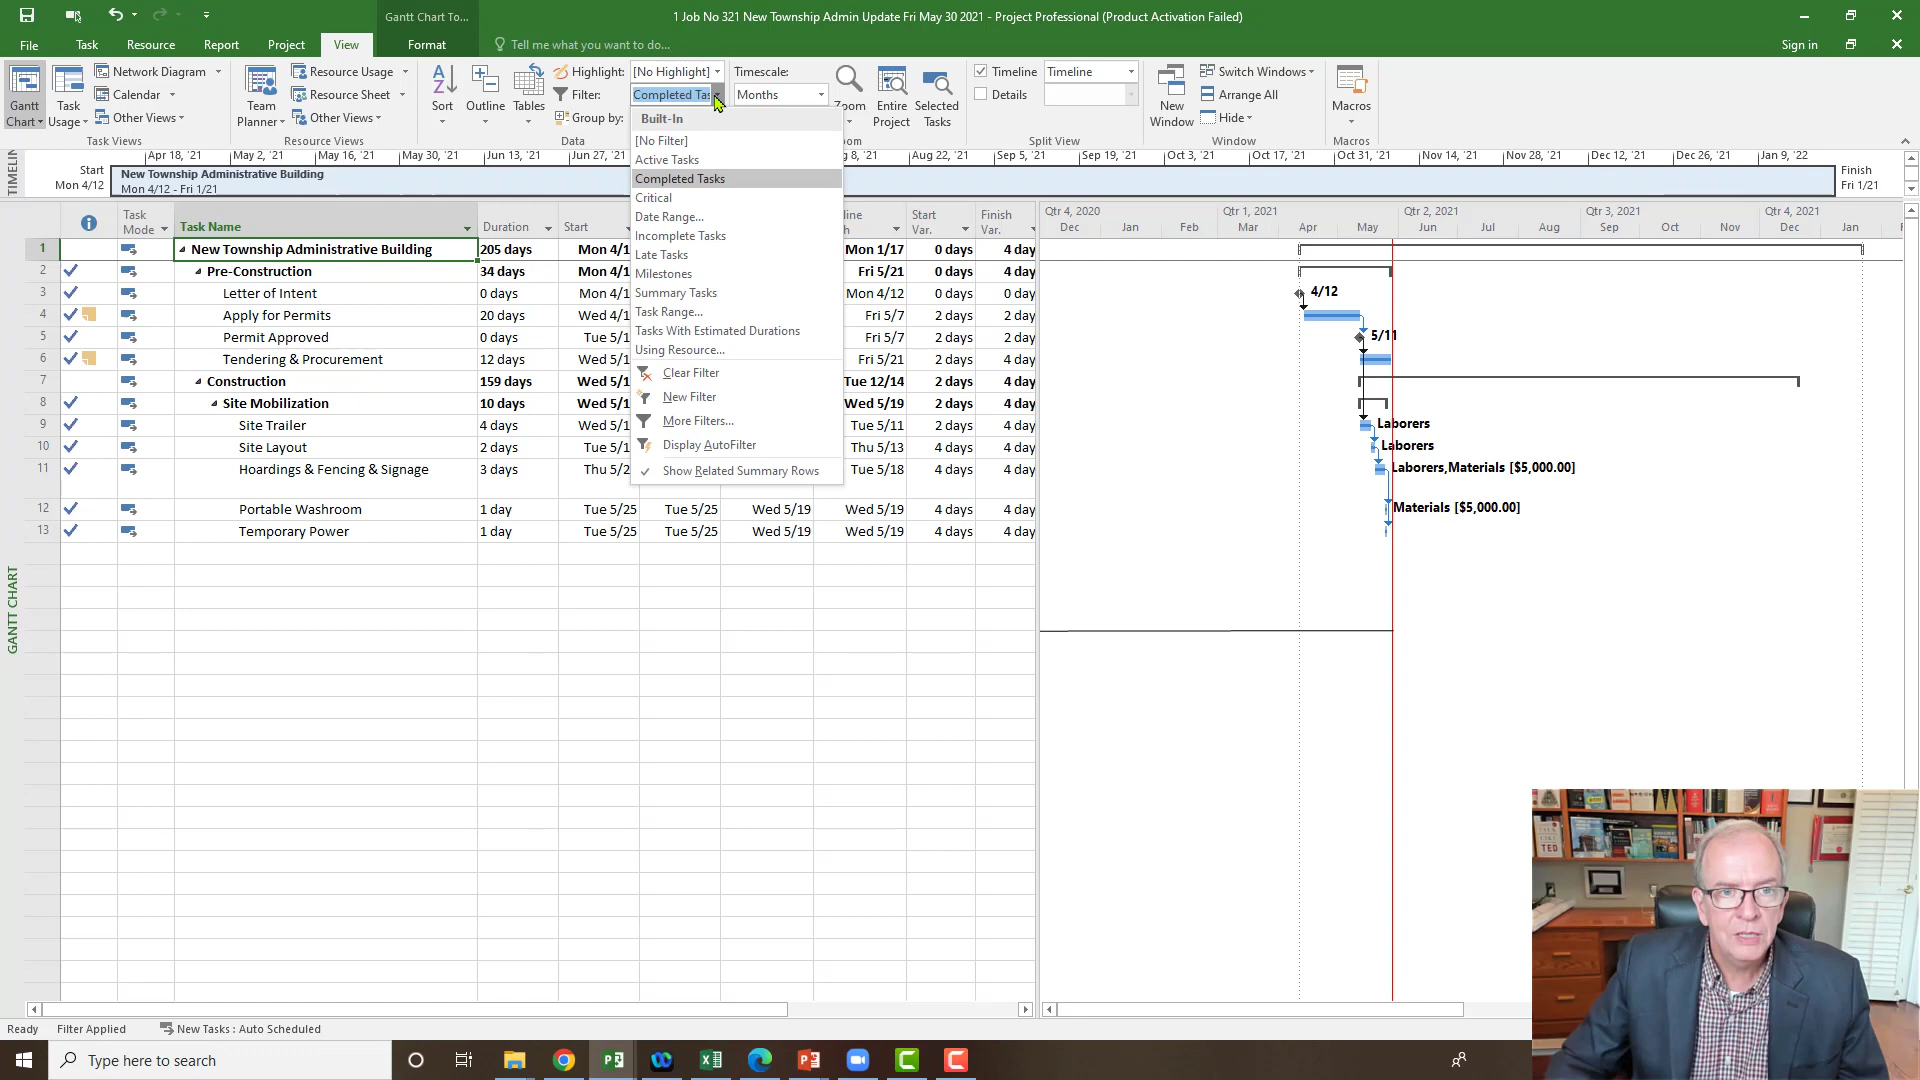 Gantt Chart To...
1 Job No 321 New Township Admin Update Fri May 30 2021 - Project Professional (Product Activation Failed)
File Task Resource Report Project View Format Tell me what you want to do... Sign in
Gantt Chart
Task Usage
Network Diagram
Calendar
Other Views
Task Views
Team Planner
Resource Usage
Resource Sheet
Other Views
Resource Views
Sort
Outline
Tables
Highlight: [No Highlight]
Filter: Completed Tas
Group by:
Data
Timescale:
Months
Zoom
Entire Project
Selected Tasks
Timeline Timeline
Details
Split View
New Window
Switch Windows
Arrange All
Hide
Window
Macros
Macros
Built-In
[No Filter]
Active Tasks
Completed Tasks
Critical
Date Range...
Incomplete Tasks
Late Tasks
Milestones
Summary Tasks
Task Range...
Tasks With Estimated Durations
Using Resource...
Clear Filter
New Filter
More Filters...
Display AutoFilter
Show Related Summary Rows
Apr 18, '21 May 2, '21 May 16, '21 May 30, '21 Jun 13, '21 Jun 27, '21 g 8, '21 Aug 22, '21 Sep 5, '21 Sep 19, '21 Oct 3, '21 Oct 17, '21 Oct 31, '21 Nov 14, '21 Nov 28, '21 Dec 12, '21 Dec 26, '21 Jan 9, '22
Start
Mon 4/12
New Township Administrative Building
Mon 4/12 - Fri 1/21
Finish
Fri 1/21
Task Mode Task Name Duration Start Start Var. Finish Var.
1 New Township Administrative Building 205 days Mon 4/1 Mon 1/17 0 days 4 day
2 Pre-Construction 34 days Mon 4/1 Fri 5/21 0 days 4 day
3 Letter of Intent 0 days Mon 4/1 Mon 4/12 0 days 0 day
4 Apply for Permits 20 days Wed 4/1 Fri 5/7 2 days 2 day
5 Permit Approved 0 days Tue 5/1 Fri 5/7 2 days 2 day
6 Tendering & Procurement 12 days Wed 5/1 Fri 5/21 2 days 4 day
7 Construction 159 days Wed 5/1 Tue 12/14 2 days 4 day
8 Site Mobilization 10 days Wed 5/1 Wed 5/19 2 days 4 day
9 Site Trailer 4 days Wed 5/1 Tue 5/11 2 days 4 day
10 Site Layout 2 days Tue 5/1 Thu 5/13 4 days 4 day
11 Hoardings & Fencing & Signage 3 days Thu 5/2 Tue 5/18 4 days 4 day
12 Portable Washroom 1 day Tue 5/25 Tue 5/25 Wed 5/19 Wed 5/19 4 days 4 day
13 Temporary Power 1 day Tue 5/25 Tue 5/25 Wed 5/19 Wed 5/19 4 days 4 day
Qtr 4, 2020 Qtr 1, 2021 Qtr 2, 2021 Qtr 3, 2021 Qtr 4, 2021
Dec Jan Feb Mar Apr May Jun Jul Aug Sep Oct Nov Dec Jan
4/12
5/11
Laborers
Laborers
Laborers,Materials [$5,000.00]
Materials [$5,000.00]
GANTT CHART
Ready Filter Applied New Tasks : Auto Scheduled
Type here to search
TED